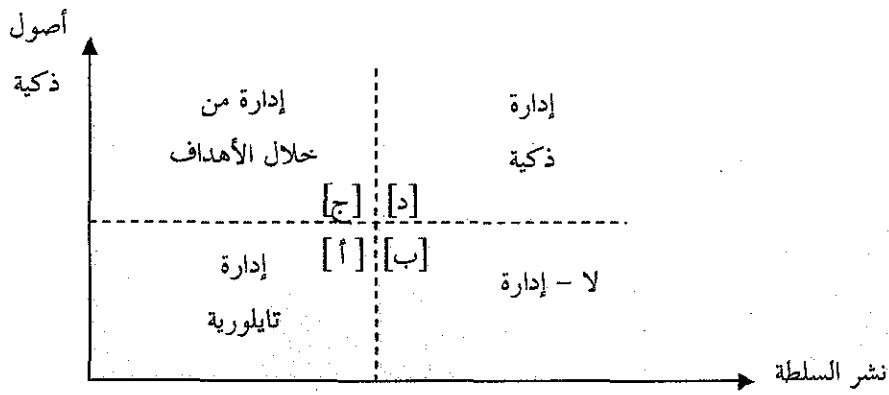 أصول
ذكية
إدارة
ذكية
إدارة من
خلال الأهداف
[د]
[ج]
[ب]
[أ]
لا – إدارة
إدارة
تايلورية
نشر السلطة